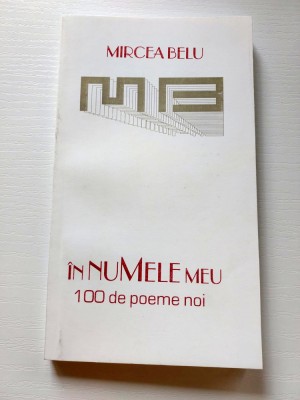 MIRCEA BELU
MB
ÎN NUMELE MEU
100 de poeme noi